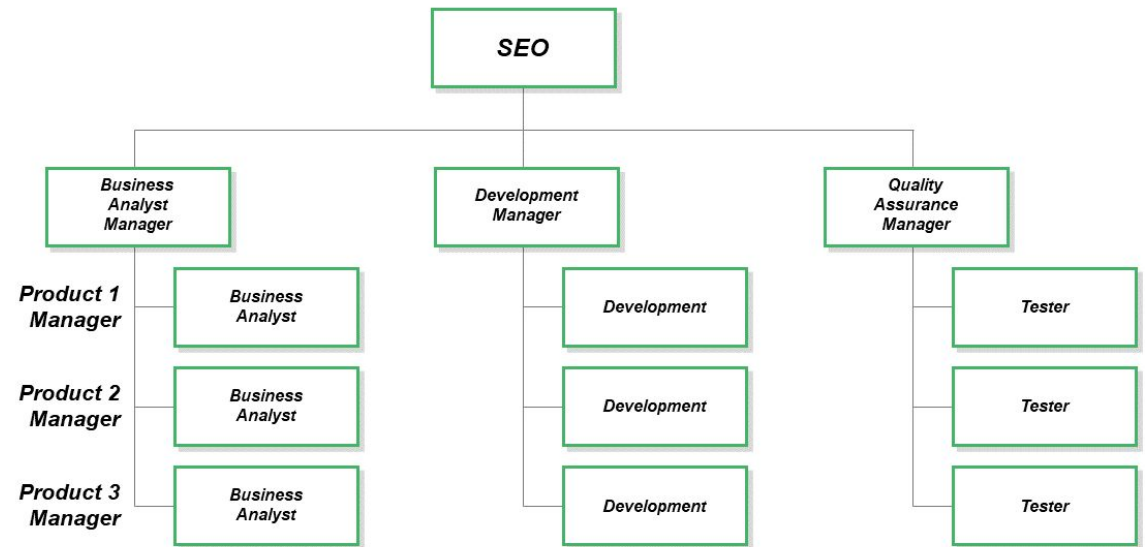 SEO
Business
Analyst
Manager
Development
Manager
Quality
Assurance
Manager
Product 1
Manager
Business
Analyst
Development
Tester
Product 2
Manager
Business
Analyst
Development
Tester
Product 3
Manager
Business
Analyst
Development
Tester